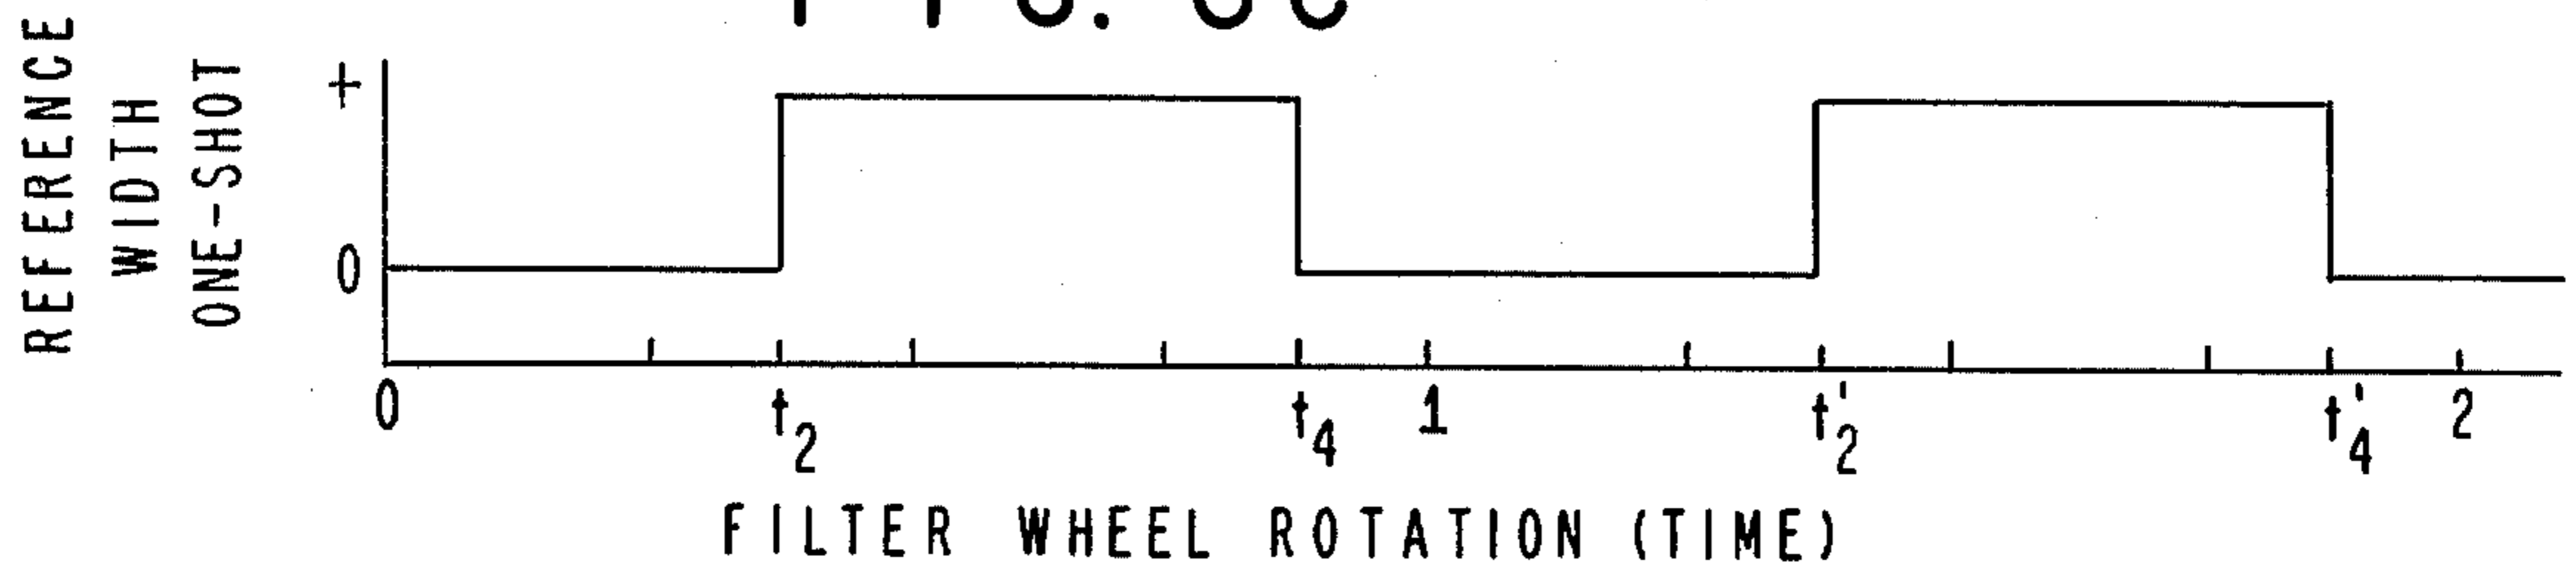 REFERENCE
WIDTH
ONE-SHOT
+
0
0 t2 t4 1 t'2 t'4 2
FILTER WHEEL ROTATION (TIME)